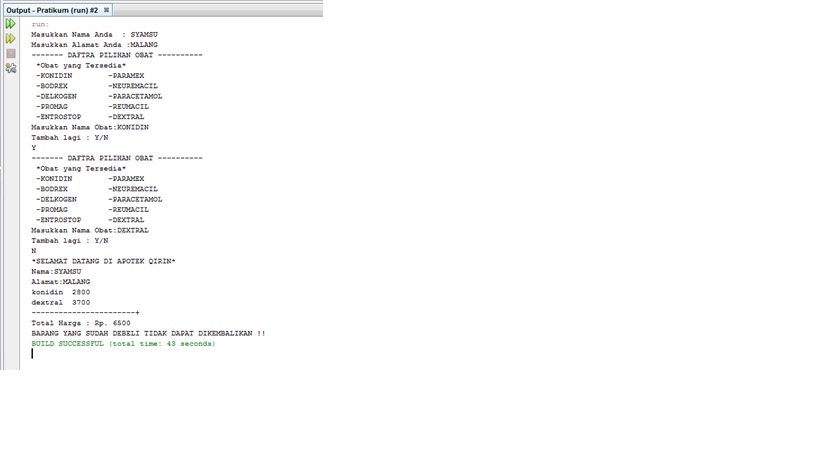 Output - Pratikum (run) #2
run:
Masukkan Nama Anda  : SYAMSU
Masukkan Alamat Anda :MALANG
------- DAFTRA PILIHAN OBAT ----------
*Obat yang Tersedia*
-KONIDIN        -PARAMEX
-BODREX         -NEUREMACIL
-DELKOGEN       -PARACETAMOL
-PROMAG         -REUMACIL
-ENTROSTOP      -DEXTRAL
Masukkan Nama Obat:KONIDIN
Tambah lagi : Y/N
Y
------- DAFTRA PILIHAN OBAT ----------
*Obat yang Tersedia*
-KONIDIN        -PARAMEX
-BODREX         -NEUREMACIL
-DELKOGEN       -PARACETAMOL
-PROMAG         -REUMACIL
-ENTROSTOP      -DEXTRAL
Masukkan Nama Obat:DEXTRAL
Tambah lagi : Y/N
N
*SELAMAT DATANG DI APOTEK QIRIN*
Nama:SYAMSU
Alamat:MALANG
konidin  2800
dextral  3700
-----------------------+
Total Harga : Rp. 6500
BARANG YANG SUDAH DEBELI TIDAK DAPAT DIKEMBALIKAN !!
BUILD SUCCESSFUL (total time: 43 seconds)